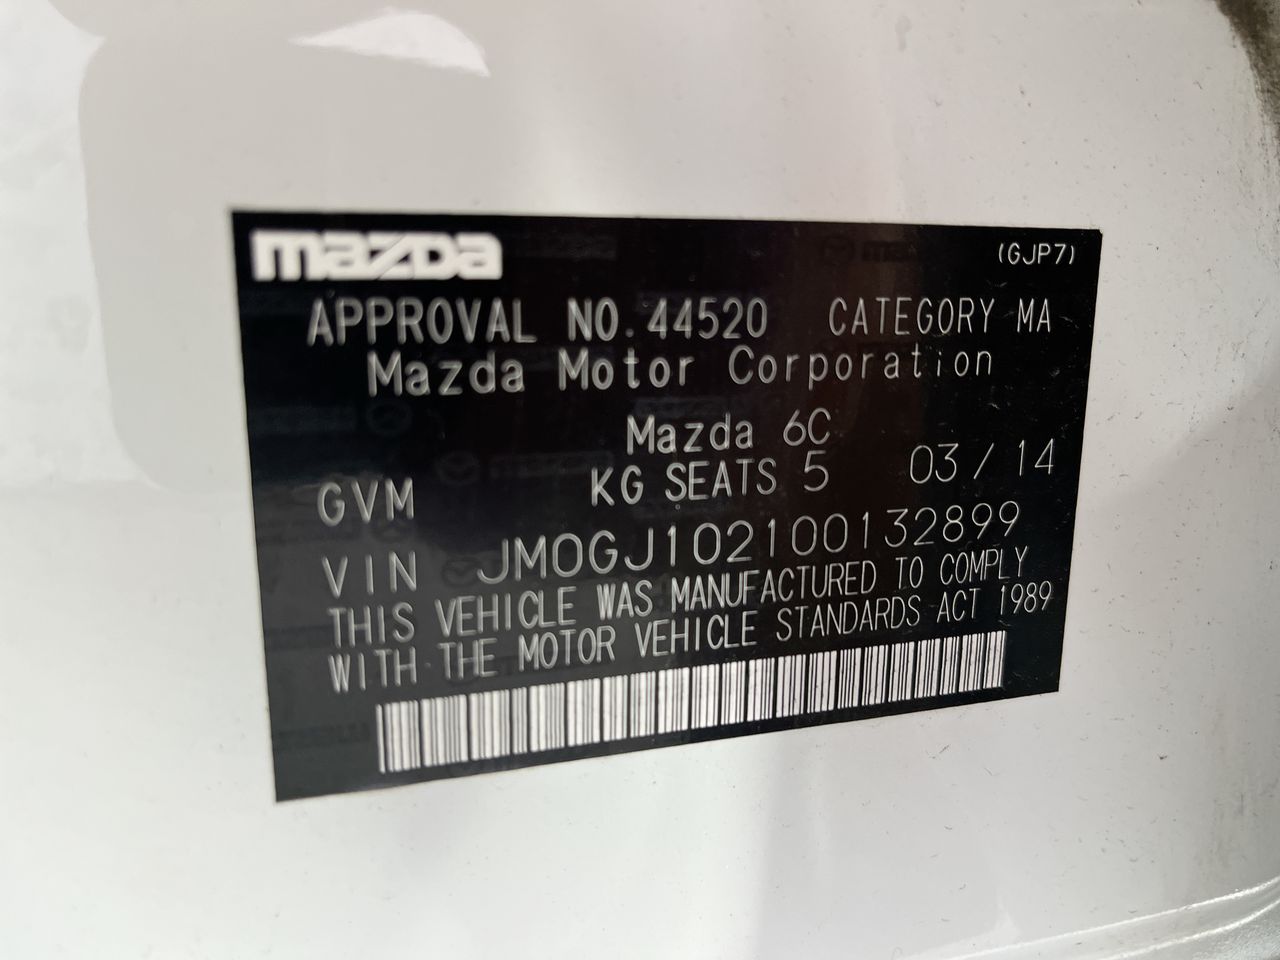 mazda (GJP7)
APPROVAL NO. 44520 CATEGORY MA
Mazda Motor Corporation
Mazda 6C
GVM KG SEATS 5 03 / 14
VIN JM0GJ102100132899
THIS VEHICLE WAS MANUFACTURED TO COMPLY
WITH THE MOTOR VEHICLE STANDARDS ACT 1989